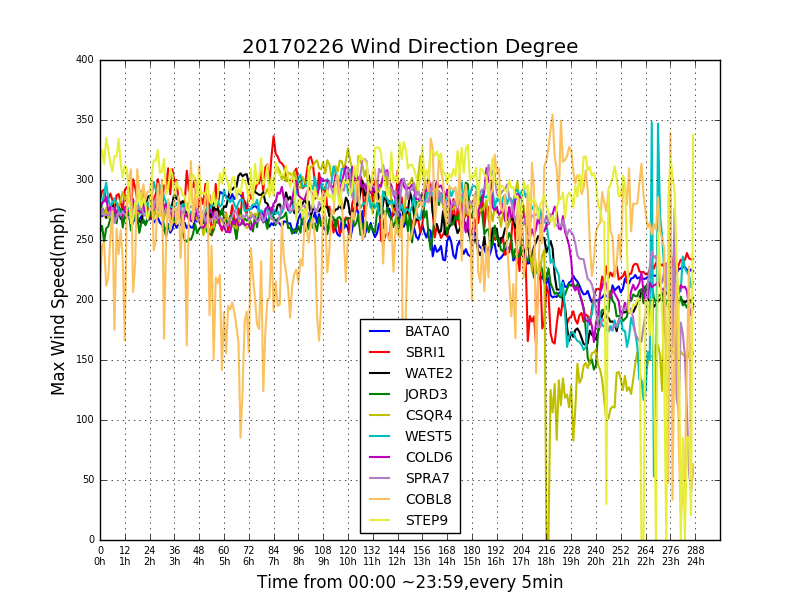 20170226 Wind Direction Degree
400
350
300
250
200
150
100
50
0
Max Wind Speed(mph)
BATA0
SBRI1
WATE2
JORD3
CSQR4
WEST5
COLD6
SPRA7
COBL8
STEP9
0 12 24 36 48 60 72 84 96 108 120 132 144 156 168 180 192 204 216 228 240 252 264 276 288
0h 1h 2h 3h 4h 5h 6h 7h 8h 9h 10h 11h 12h 13h 14h 15h 16h 17h 18h 19h 20h 21h 22h 23h 24h
Time from 00:00 ~23:59,every 5min